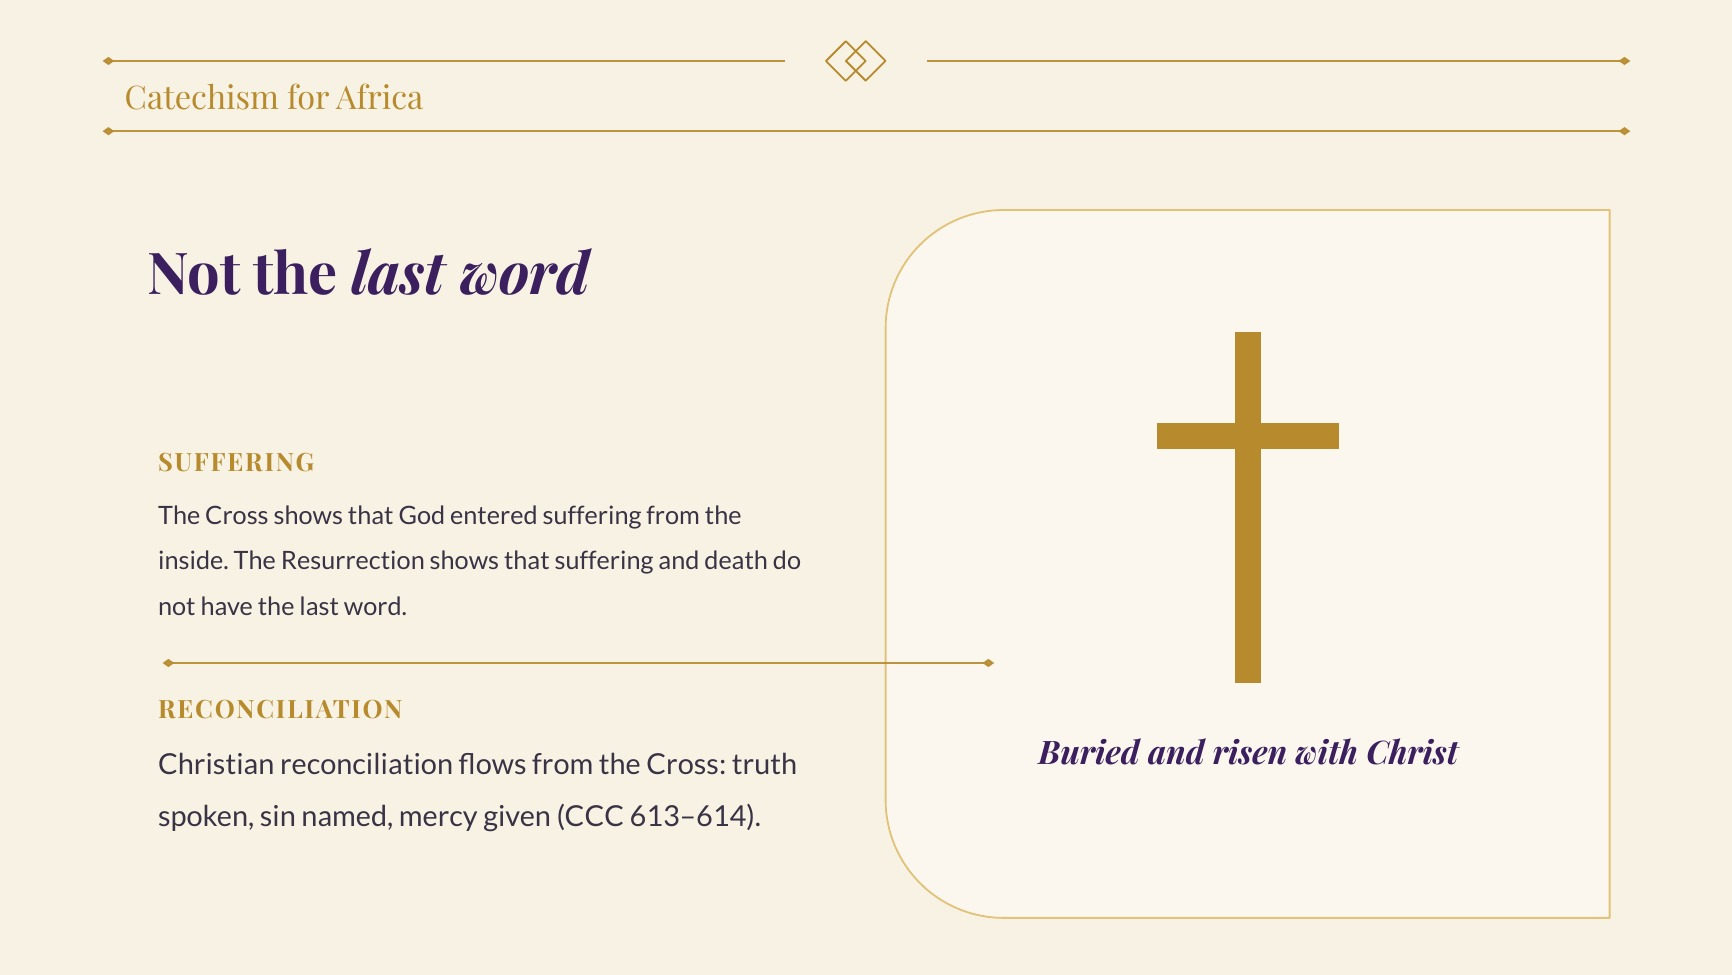 Catechism for Africa
Not the last word
SUFFERING
The Cross shows that God entered suffering from the
inside. The Resurrection shows that suffering and death do
not have the last word.
RECONCILIATION
Christian reconciliation flows from the Cross: truth
spoken, sin named, mercy given (CCC 613–614).
Buried and risen with Christ